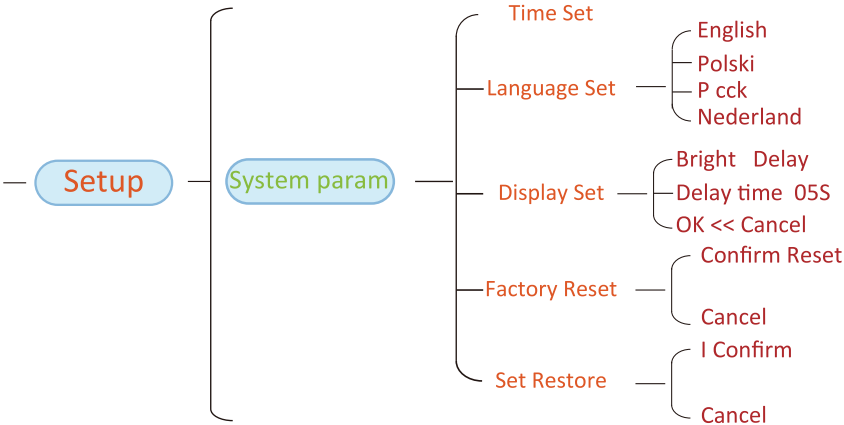 Setup
System param
Time Set
Language Set
English
Polski
P cck
Nederland
Display Set
Bright Delay
Delay time 05S
OK << Cancel
Factory Reset
Confirm Reset
Cancel
Set Restore
I Confirm
Cancel